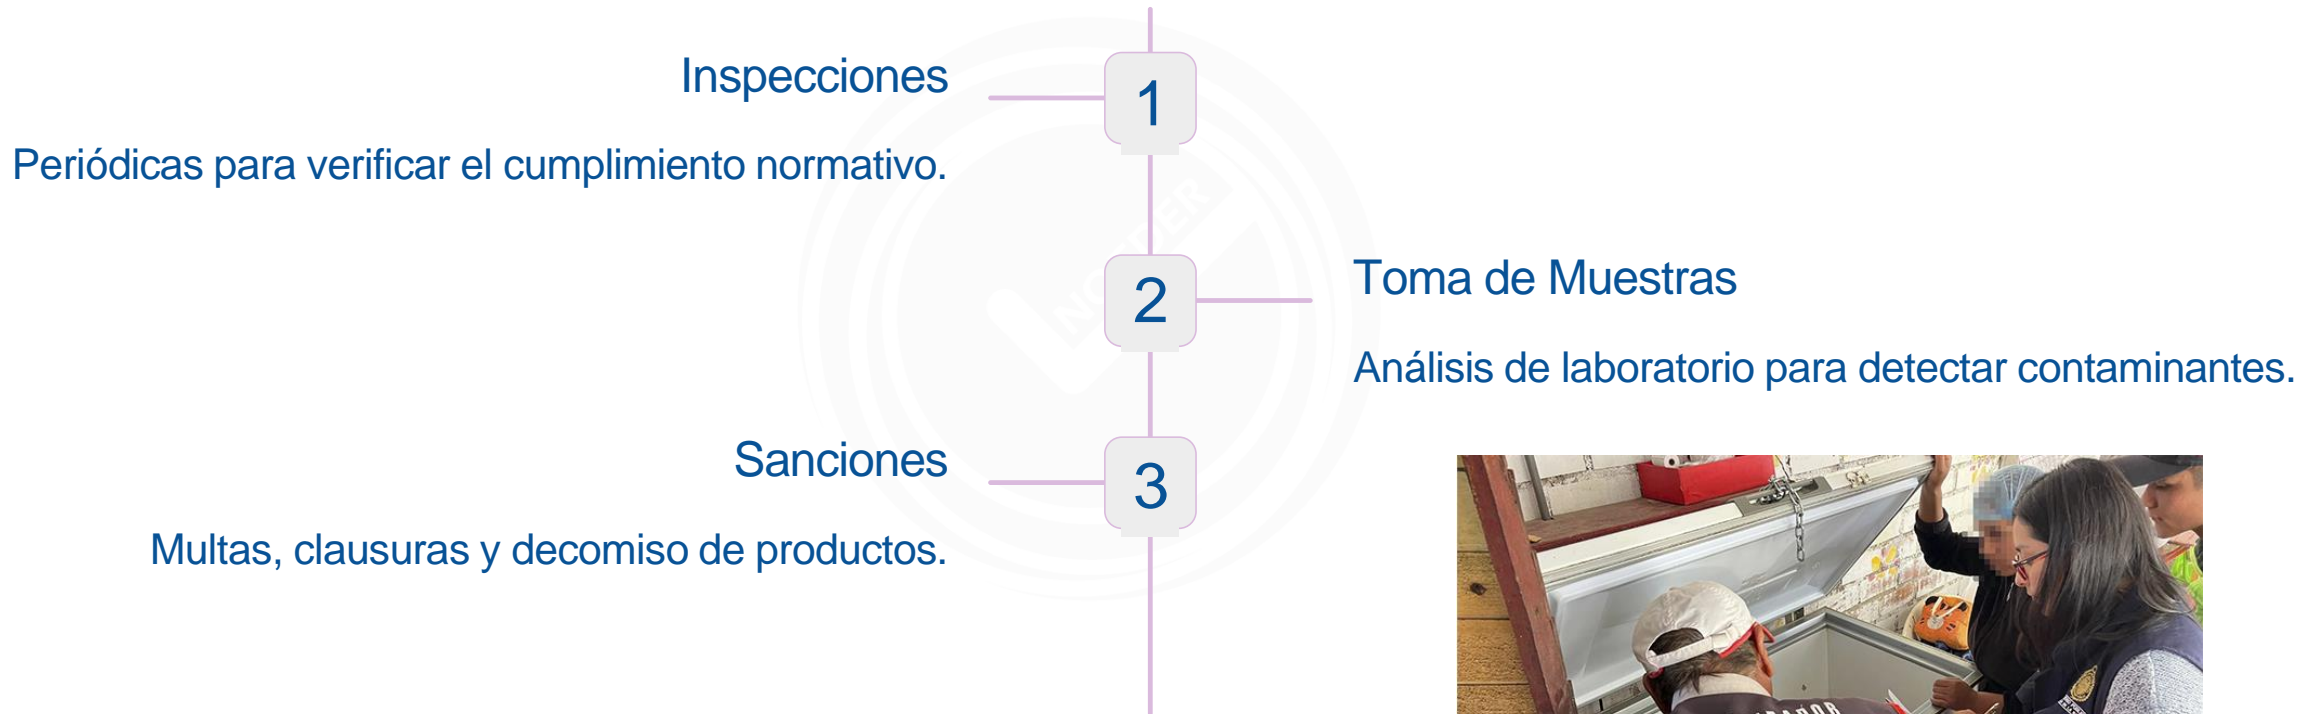 Inspecciones
1
Periódicas para verificar el cumplimiento normativo.
2
Toma de Muestras
Análisis de laboratorio para detectar contaminantes.
Sanciones
3
Multas, clausuras y decomiso de productos.